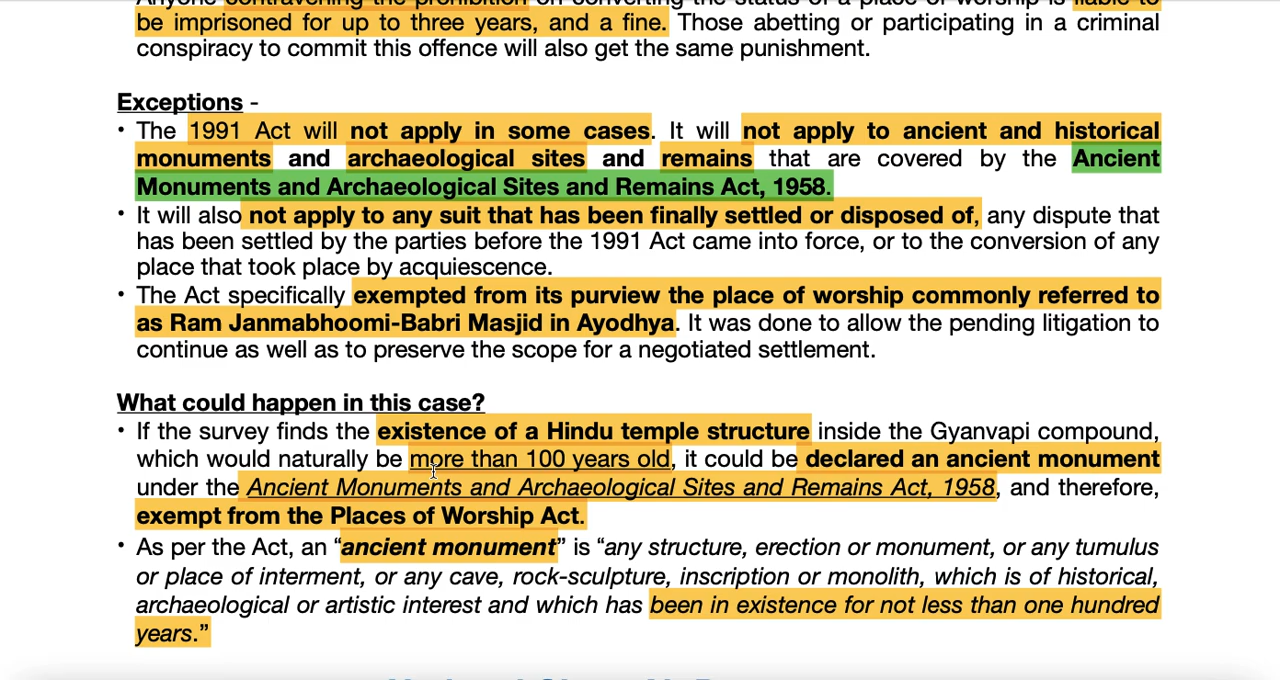 be imprisoned for up to three years, and a fine. Those abetting or participating in a criminal
conspiracy to commit this offence will also get the same punishment.
Exceptions -
• The 1991 Act will not apply in some cases. It will not apply to ancient and historical
monuments and archaeological sites and remains that are covered by the Ancient
Monuments and Archaeological Sites and Remains Act, 1958.
• It will also not apply to any suit that has been finally settled or disposed of, any dispute that
has been settled by the parties before the 1991 Act came into force, or to the conversion of any
place that took place by acquiescence.
• The Act specifically exempted from its purview the place of worship commonly referred to
as Ram Janmabhoomi-Babri Masjid in Ayodhya. It was done to allow the pending litigation to
continue as well as to preserve the scope for a negotiated settlement.
What could happen in this case?
• If the survey finds the existence of a Hindu temple structure inside the Gyanvapi compound,
which would naturally be more than 100 years old, it could be declared an ancient monument
under the Ancient Monuments and Archaeological Sites and Remains Act, 1958, and therefore,
exempt from the Places of Worship Act.
• As per the Act, an “ancient monument” is “any structure, erection or monument, or any tumulus
or place of interment, or any cave, rock-sculpture, inscription or monolith, which is of historical,
archaeological or artistic interest and which has been in existence for not less than one hundred
years.”